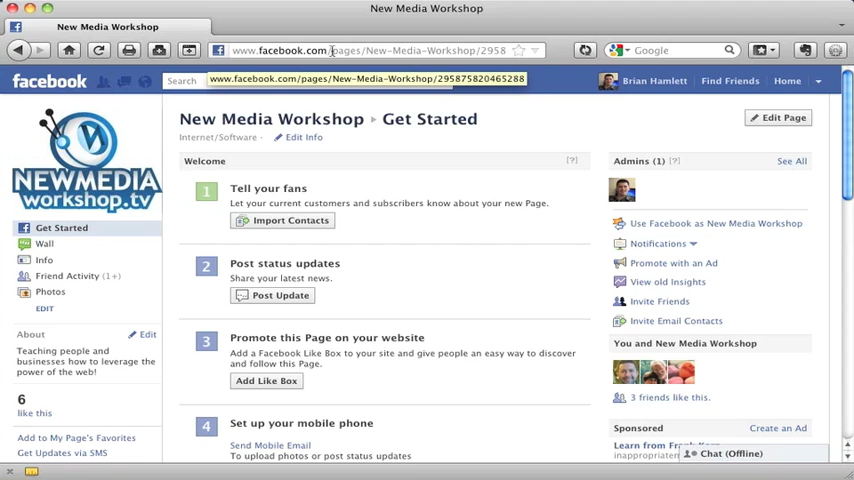 New Media Workshop
New Media Workshop
www.facebook.com/pages/New-Media-Workshop/2958
Google
www.facebook.com/pages/New-Media-Workshop/295875820465288
facebook
Search
Brian Hamlett
Find Friends
Home
New Media Workshop ▸ Get Started
Edit Page
Internet/Software · Edit Info
NEWMEDIA
workshop.tv
Get Started
Wall
Info
Friend Activity (1+)
Photos
EDIT
About
Edit
Teaching people and
businesses how to leverage the
power of the web!
6
like this
Add to My Page's Favorites
Get Updates via SMS
Welcome
[?]
1
Tell your fans
Let your current customers and subscribers know about your new Page.
Import Contacts
2
Post status updates
Share your latest news.
Post Update
3
Promote this Page on your website
Add a Facebook Like Box to your site and give people an easy way to discover
and follow this Page.
Add Like Box
4
Set up your mobile phone
Send Mobile Email
To upload photos or post status updates
Admins (1) [?]
See All
Use Facebook as New Media Workshop
Notifications
Promote with an Ad
View old Insights
Invite Friends
Invite Email Contacts
You and New Media Workshop
3 friends like this.
Sponsored
Create an Ad
Learn from Frank Kern
inappropriate
Chat (Offline)